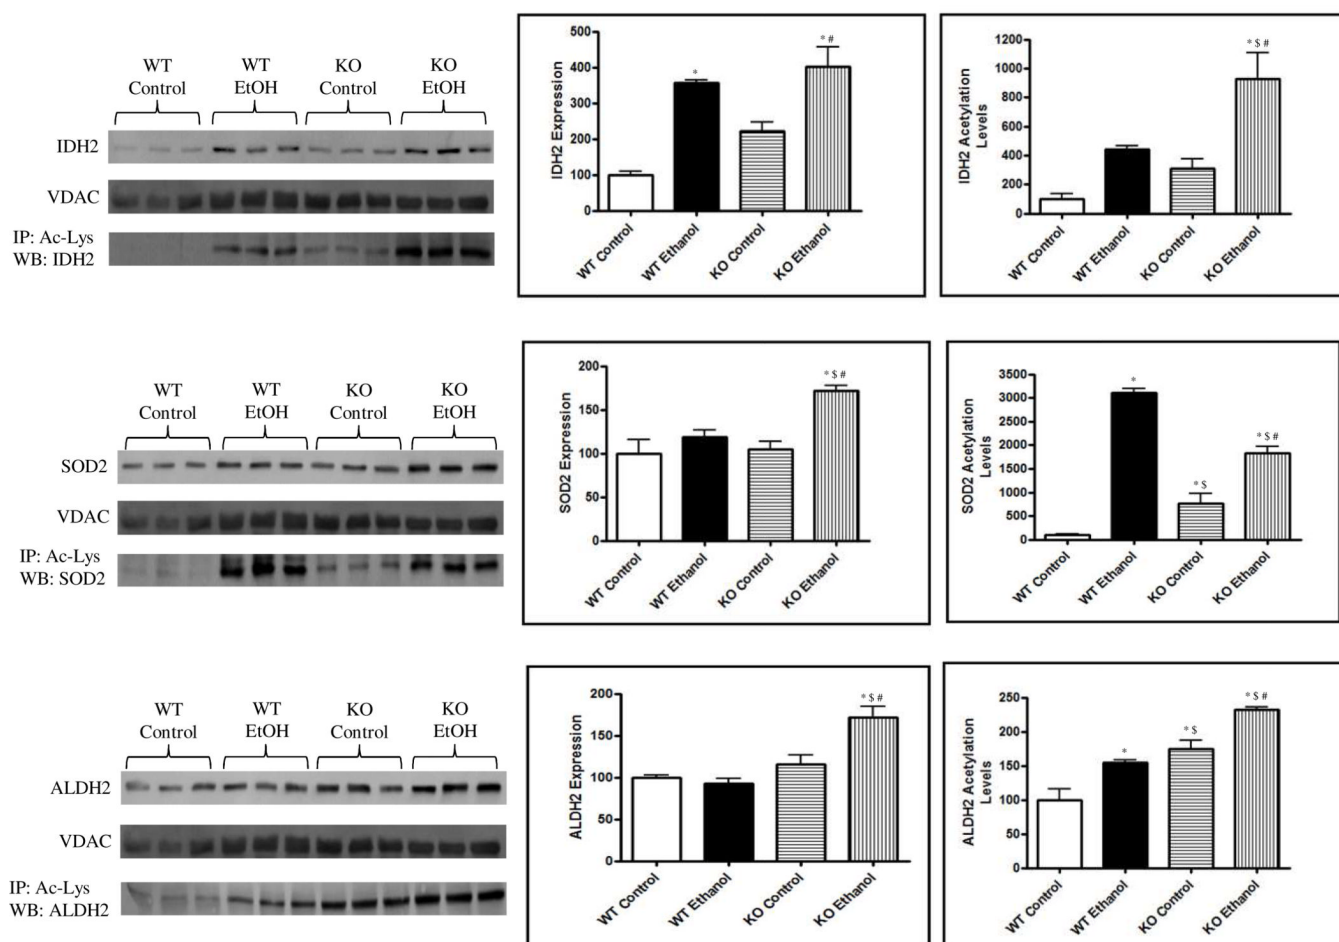 WT
Control
WT
EtOH
KO
Control
KO
EtOH
IDH2
VDAC
IP: Ac-Lys
WB: IDH2
IDH2 Expression
500
400
300
200
100
0
*
* #
WT Control
WT Ethanol
KO Control
KO Ethanol
IDH2 Acetylation
Levels
1200
1000
800
600
400
200
0
* $ #
WT Control
WT Ethanol
KO Control
KO Ethanol
WT
Control
WT
EtOH
KO
Control
KO
EtOH
SOD2
VDAC
IP: Ac-Lys
WB: SOD2
SOD2 Expression
200
150
100
50
0
* $ #
WT Control
WT Ethanol
KO Control
KO Ethanol
SOD2 Acetylation
Levels
3500
3000
2500
2000
1500
1000
500
0
*
* $
* $ #
WT Control
WT Ethanol
KO Control
KO Ethanol
WT
Control
WT
EtOH
KO
Control
KO
EtOH
ALDH2
VDAC
IP: Ac-Lys
WB: ALDH2
ALDH2 Expression
200
150
100
50
0
* $ #
WT Control
WT Ethanol
KO Control
KO Ethanol
ALDH2 Acetylation
Levels
250
200
150
100
50
0
*
* $
* $ #
WT Control
WT Ethanol
KO Control
KO Ethanol